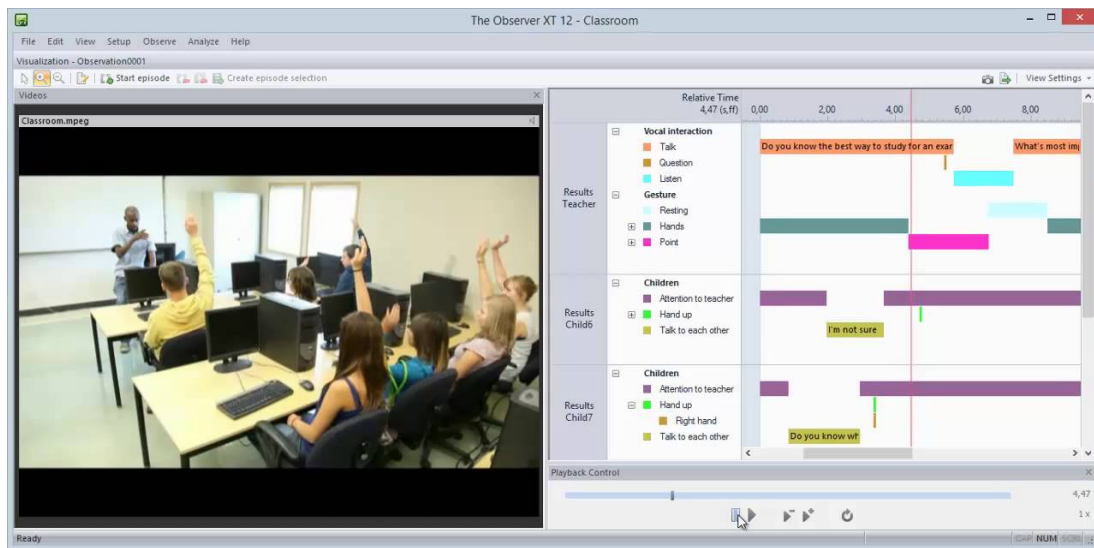 The Observer XT 12 - Classroom
File Edit View Setup Observe Analyze Help
Visualization - Observation0001
Start episode Create episode selection View Settings
Videos
Classroom.mpeg
Relative Time
4,47 (s,ff) 0,00 2,00 4,00 6,00 8,00
Results
Teacher
Vocal interaction
Talk Do you know the best way to study for an exar What's most imp
Question
Listen
Gesture
Resting
Hands
Point
Results
Child6
Children
Attention to teacher
Hand up
Talk to each other I'm not sure
Results
Child7
Children
Attention to teacher
Hand up
Right hand
Talk to each other Do you know wh
Playback Control
4,47
1 x
Ready CAP NUM SCRL